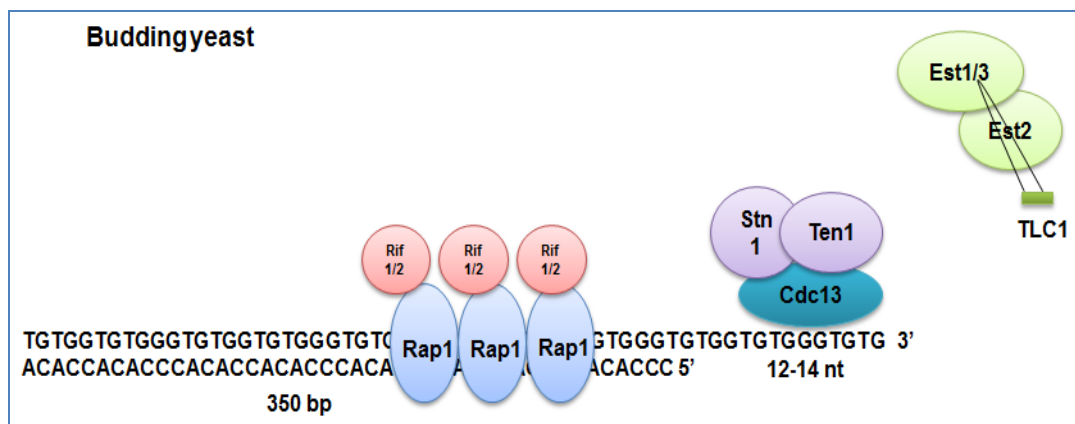 Buddingyeast
Est1/3
Est2
TLC1
Stn
1
Ten1
Rif
1/2
Rif
1/2
Rif
1/2
Cdc13
TGTGGTGTGGGTGTGGTGTGGGTGT
GTGGGTGTGGTGTGGGTGTG 3’
Rap1
Rap1
Rap1
ACACCACACCCACACCACACCCACA
ACACCC 5’
12-14 nt
350 bp